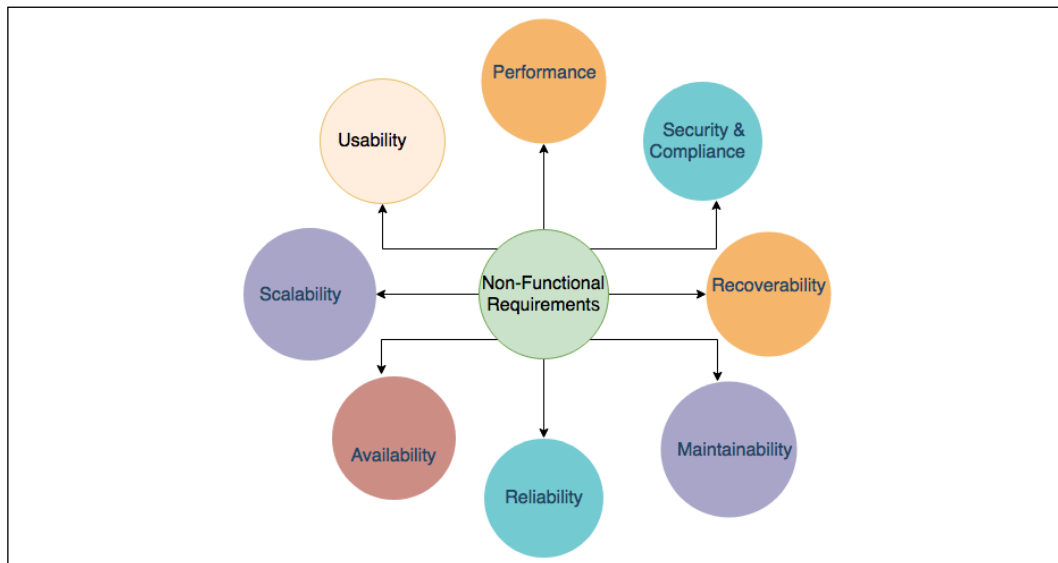 Performance
Security &
Compliance
Usability
Non-Functional
Requirements
Recoverability
Scalability
Availability
Maintainability
Reliability